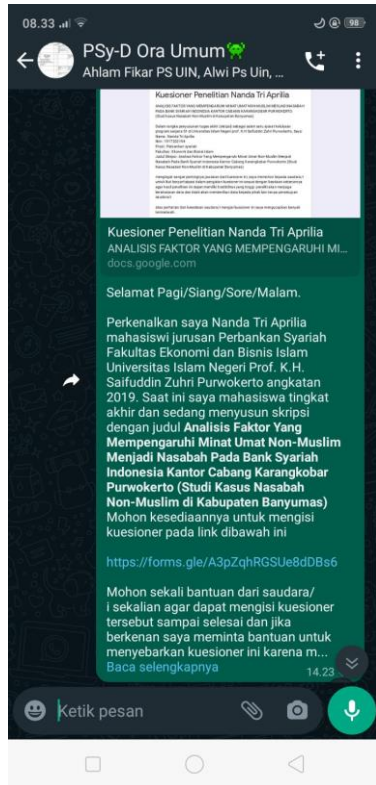 08.33
98
PSy-D Ora Umum
Ahlam Fikar PS UIN, Alwi Ps Uin, ...
Kuesioner Penelitian Nanda Tri Aprilia
Kuesioner Penelitian Nanda Tri Aprilia
ANALISIS FAKTOR YANG MEMPENGARUHI MI...
docs.google.com
Selamat Pagi/Siang/Sore/Malam.
Perkenalkan saya Nanda Tri Aprilia
mahasiswi jurusan Perbankan Syariah
Fakultas Ekonomi dan Bisnis Islam
Universitas Islam Negeri Prof. K.H.
Saifuddin Zuhri Purwokerto angkatan
2019. Saat ini saya mahasiswa tingkat
akhir dan sedang menyusun skripsi
dengan judul Analisis Faktor Yang
Mempengaruhi Minat Umat Non-Muslim
Menjadi Nasabah Pada Bank Syariah
Indonesia Kantor Cabang Karangkobar
Purwokerto (Studi Kasus Nasabah
Non-Muslim di Kabupaten Banyumas)
Mohon kesediaannya untuk mengisi
kuesioner pada link dibawah ini
https://forms.gle/A3pZqhRGSUe8dDBs6
Mohon sekali bantuan dari saudara/
i sekalian agar dapat mengisi kuesioner
tersebut sampai selesai dan jika
berkenan saya meminta bantuan untuk
menyebarkan kuesioner ini karena m...
Baca selengkapnya
14.23
Ketik pesan